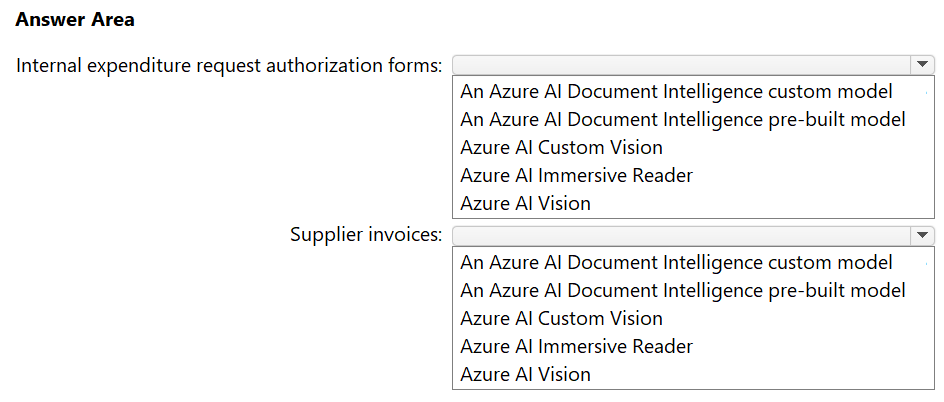 Answer Area
Internal expenditure request authorization forms:
An Azure AI Document Intelligence custom model
An Azure AI Document Intelligence pre-built model
Azure AI Custom Vision
Azure AI Immersive Reader
Azure AI Vision
Supplier invoices:
An Azure AI Document Intelligence custom model
An Azure AI Document Intelligence pre-built model
Azure AI Custom Vision
Azure AI Immersive Reader
Azure AI Vision